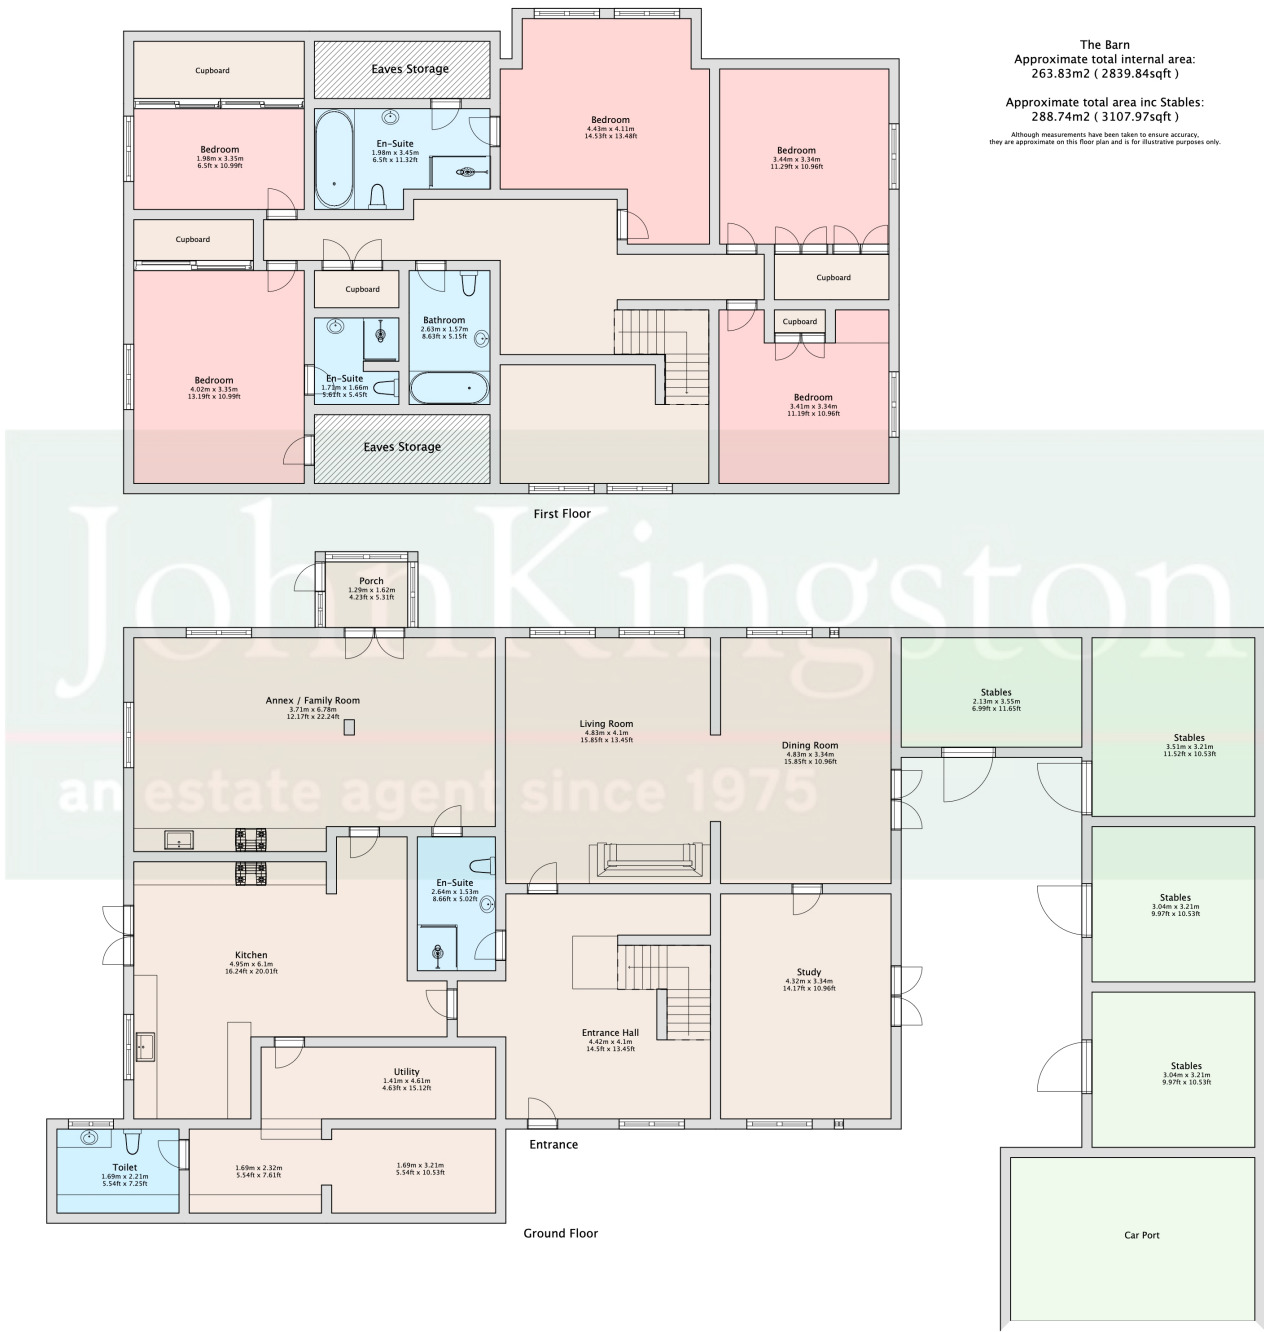 The Barn
Approximate total internal area:
263.83m2 ( 2839.84sqft )
Approximate total area inc Stables:
288.74m2 ( 3107.97sqft )
Although measurements have been taken to ensure accuracy,
they are approximate on this floor plan and is for illustrative purposes only.
Cupboard
Eaves Storage
Bedroom
4.43m x 4.11m
14.53ft x 13.48ft
Bedroom
1.98m x 3.35m
6.5ft x 10.99ft
En-Suite
1.98m x 3.45m
6.5ft x 11.32ft
Bedroom
3.44m x 3.34m
11.29ft x 10.96ft
Cupboard
Cupboard
Cupboard
Cupboard
Bathroom
2.63m x 1.57m
8.63ft x 5.15ft
Bedroom
4.02m x 3.35m
13.19ft x 10.99ft
En-Suite
1.71m x 1.66m
5.61ft x 5.45ft
Bedroom
3.41m x 3.34m
11.19ft x 10.96ft
Eaves Storage
First Floor
JohnKingston
an estate agent since 1975
Porch
1.29m x 1.62m
4.23ft x 5.31ft
Annex / Family Room
3.71m x 6.78m
12.17ft x 22.24ft
Living Room
4.83m x 4.1m
15.85ft x 13.45ft
Dining Room
4.83m x 3.34m
15.85ft x 10.96ft
Stables
2.13m x 3.55m
6.99ft x 11.65ft
Stables
3.51m x 3.21m
11.52ft x 10.53ft
En-Suite
2.64m x 1.53m
8.66ft x 5.02ft
Stables
3.04m x 3.21m
9.97ft x 10.53ft
Kitchen
4.95m x 6.1m
16.24ft x 20.01ft
Study
4.32m x 3.34m
14.17ft x 10.96ft
Entrance Hall
4.42m x 4.1m
14.5ft x 13.45ft
Utility
1.41m x 4.61m
4.63ft x 15.12ft
Stables
3.04m x 3.21m
9.97ft x 10.53ft
Entrance
Toilet
1.69m x 2.21m
5.54ft x 7.25ft
1.69m x 2.32m
5.54ft x 7.61ft
1.69m x 3.21m
5.54ft x 10.53ft
Ground Floor
Car Port